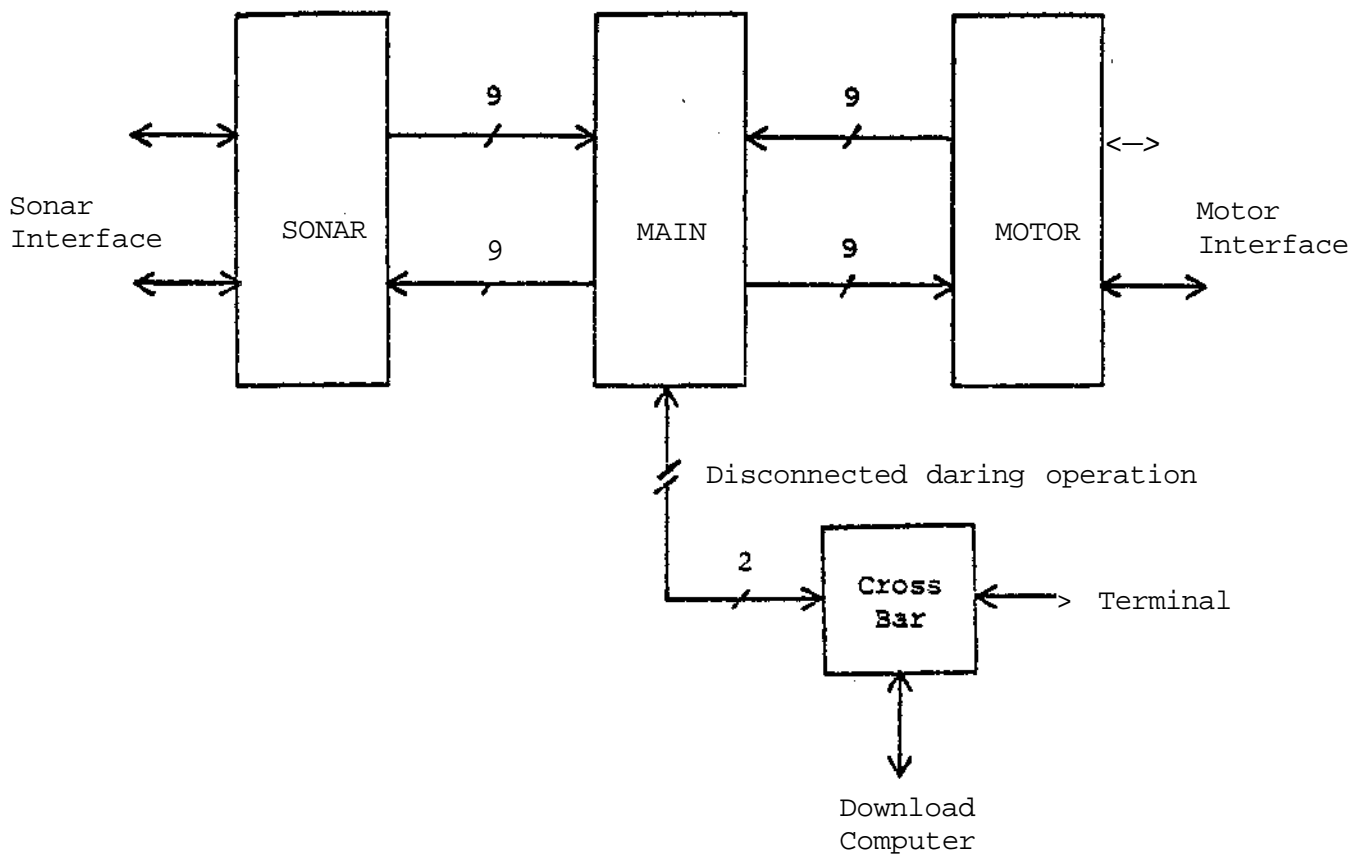 9
9
<—>
Sonar
Interface
SONAR
9
MAIN
9
MOTOR
Motor
Interface
Disconnected daring operation
2
Cross
Bar
> Terminal
Download
Computer